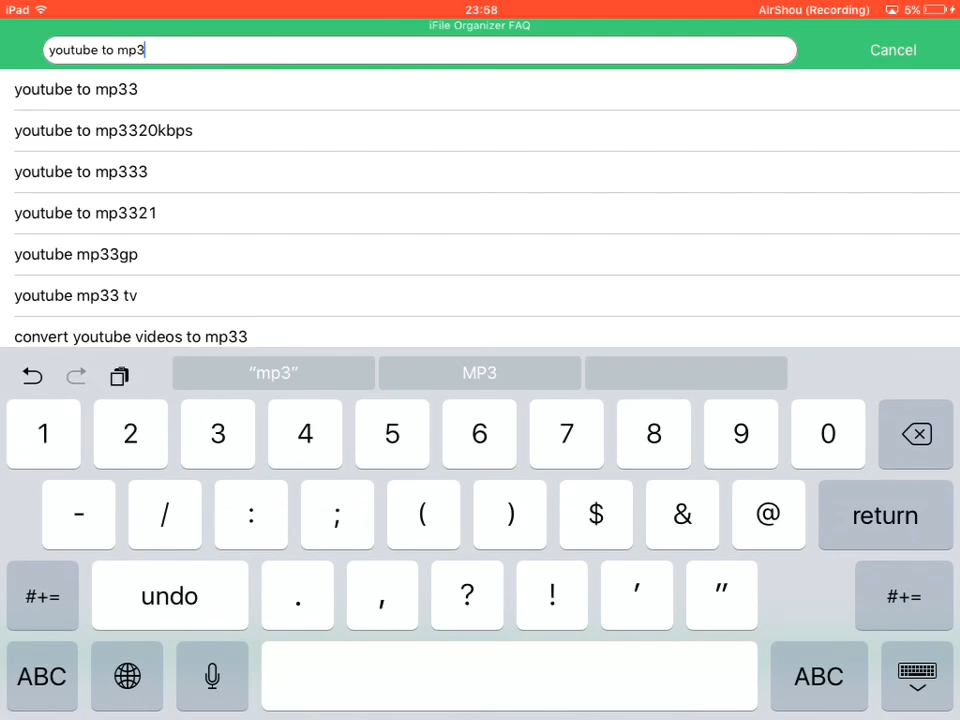 iPad 23:58 AirShou (Recording) 5%
iFile Organizer FAQ
youtube to mp3 Cancel
youtube to mp33
youtube to mp3320kbps
youtube to mp333
youtube to mp3321
youtube mp33gp
youtube mp33 tv
convert youtube videos to mp33
“mp3” MP3
1 2 3 4 5 6 7 8 9 0
- / : ; ( ) $ & @ return
#+= undo . , ? ! ’ ” #+=
ABC ABC